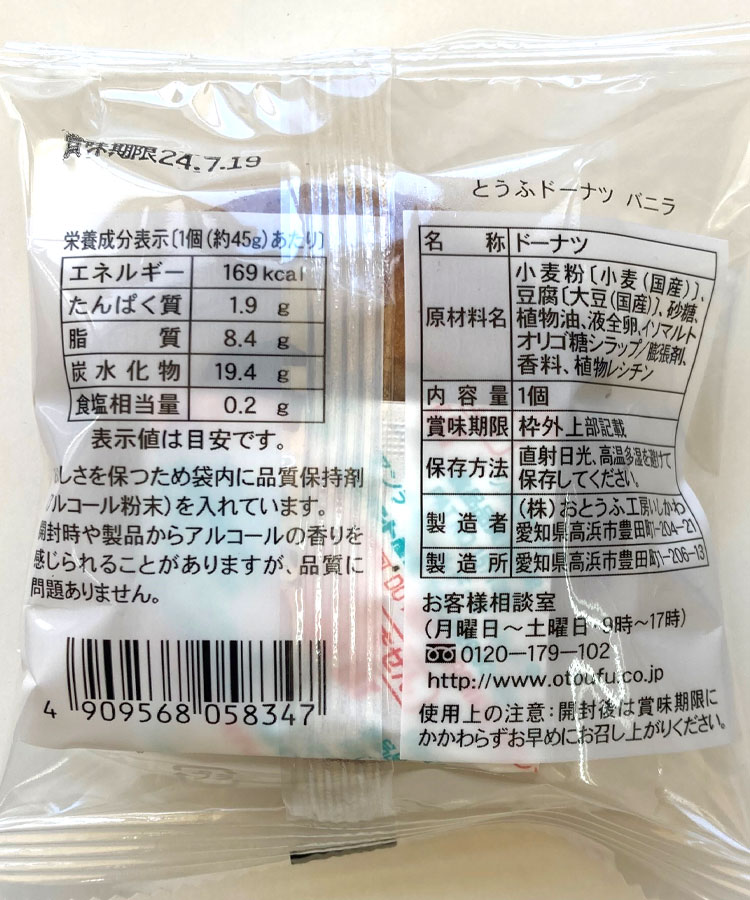 賞味期限24.7.19
とうふドーナツ バニラ
栄養成分表示〔1個(約45g)あたり〕
エネルギー 169kcal
たんぱく質 1.9 g
脂質 8.4 g
炭水化物 19.4 g
食塩相当量 0.2 g
表示値は目安です。
しさを保つため袋内に品質保持剤
ルコール粉末)を入れています。
開封時や製品からアルコールの香りを
感じられることがありますが、品質に
問題ありません。
4 909568 058347
名称 ドーナツ
原材料名 小麦粉〔小麦(国産)〕、
豆腐〔大豆(国産)〕、砂糖、
植物油、液全卵、イソマルト
オリゴ糖シラップ/膨張剤、
香料、植物レシチン
内容量 1個
賞味期限 枠外上部記載
保存方法 直射日光、高温多湿を避けて
保存してください。
製造者 (株)おとうふ工房いしかわ
愛知県高浜市豊田町1-204-21
製造所 愛知県高浜市豊田町1-206-13
お客様相談室
(月曜日〜土曜日・9時〜17時)
0120-179-102
http://www.otoufu.co.jp
使用上の注意:開封後は賞味期限に
かかわらずお早めにお召し上がりください。